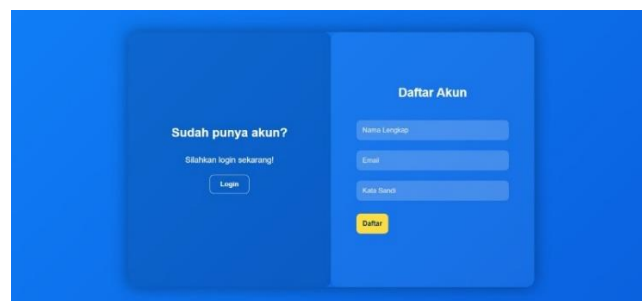 Sudah punya akun?
Silahkan login sekarang!
Login
Daftar Akun
Nama Lengkap
Email
Kata Sandi
Daftar